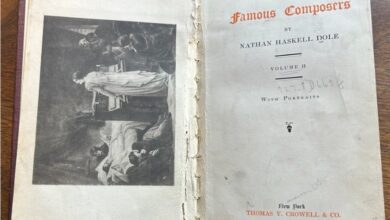 Famous Composers
BY
NATHAN HASKELL DOLE
VOLUME II
WITH PORTRAITS
New York
THOMAS Y. CROWELL & CO.